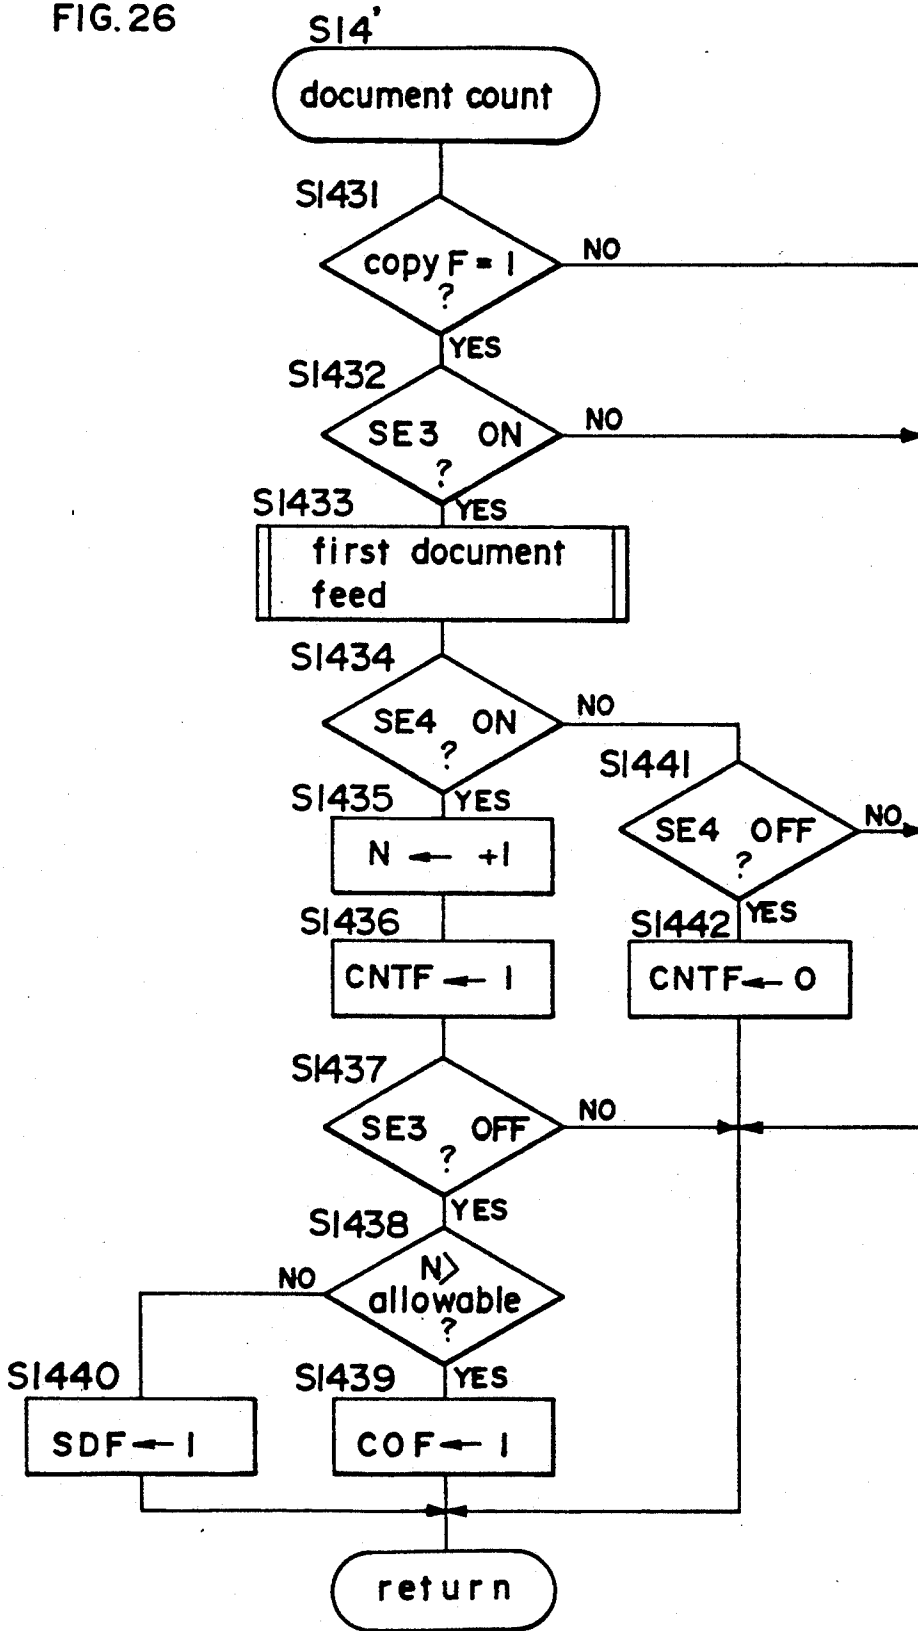 FIG.26
S14'
document count
S1431
copy F = 1
?
NO
YES
S1432
SE3 ON
?
NO
YES
S1433
first document
feed
S1434
SE4 ON
?
NO
YES
S1441
SE4 OFF
?
NO
YES
S1435
N ← +1
S1436
CNTF ← 1
S1442
CNTF ← 0
S1437
SE3 OFF
?
NO
YES
S1438
N>
allowable
?
NO
YES
S1440
SDF ← 1
S1439
COF ← 1
return